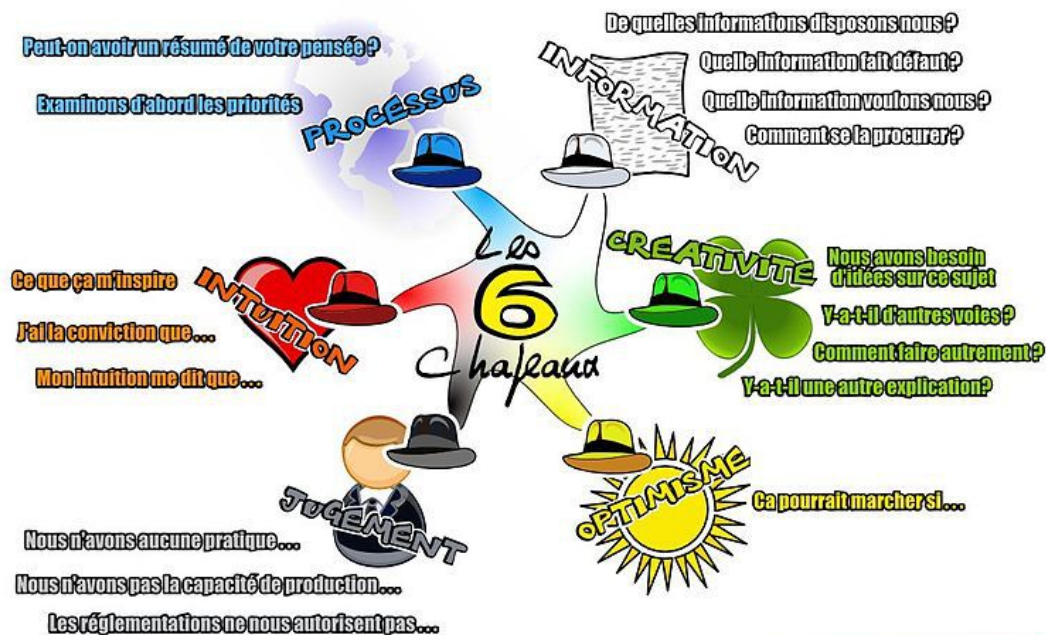 Peut-on avoir un résumé de votre pensée ?
Examinons d'abord les priorités
PROCESSUS
De quelles informations disposons nous ?
Quelle information fait défaut ?
Quelle information voulons nous ?
Comment se la procurer ?
INFORMATION
Les
6
Chapeaux
CREATIVITE
Nous avons besoin
d'idées sur ce sujet
Y-a-t-il d'autres voies ?
Comment faire autrement ?
Y-a-t-il une autre explication?
Ce que ça m'inspire
J'ai la conviction que...
Mon intuition me dit que...
INTUITION
OPTIMISME
Ca pourrait marcher si...
JUGEMENT
Nous n'avons aucune pratique...
Nous n'avons pas la capacité de production...
Les réglementations ne nous autorisent pas...